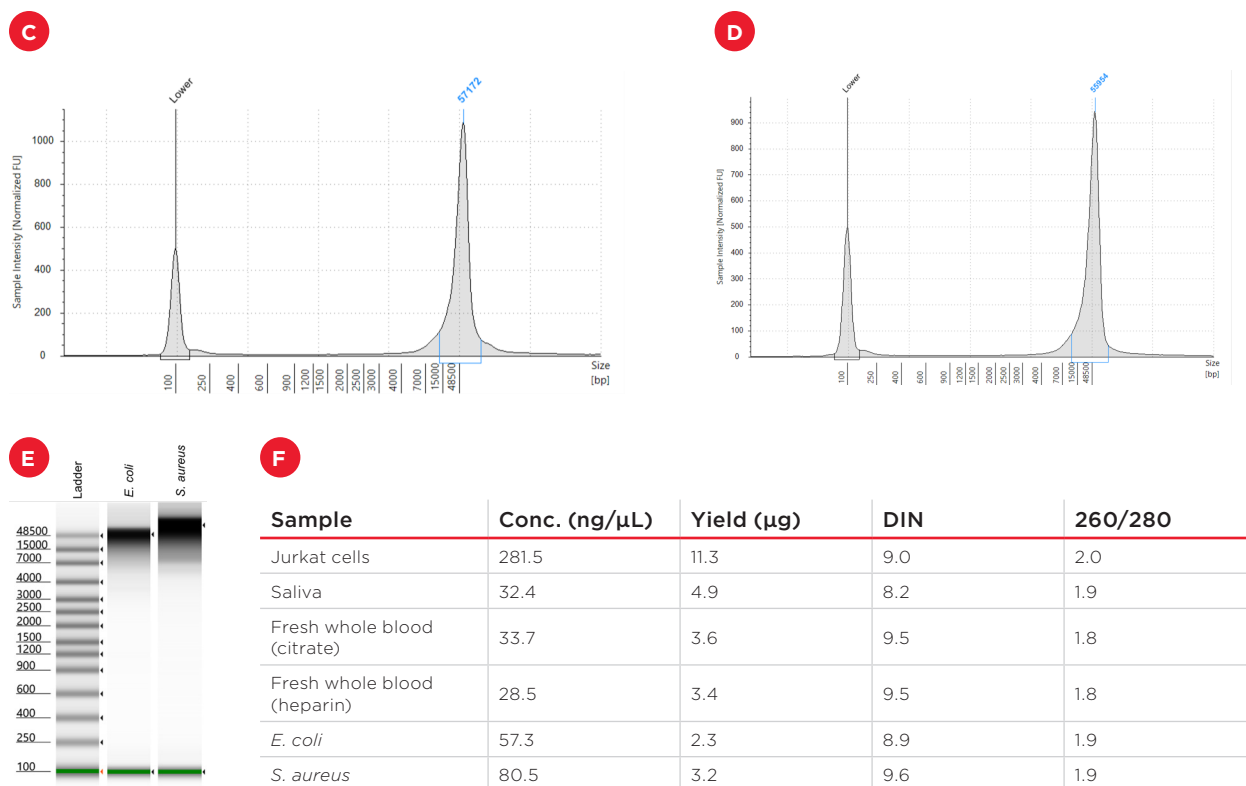 C
Lower
57172
Sample Intensity [Normalized FU]
1000
800
600
400
200
0
100
250
400
600
900
1200
1500
2000
2500
3000
4000
7000
15000
48500
Size
[bp]
D
Lower
55954
Sample Intensity [Normalized FU]
900
800
700
600
500
400
300
200
100
0
100
250
400
600
900
1200
1500
2000
2500
3000
4000
7000
15000
48500
Size
[bp]
E
Ladder
E. coli
S. aureus
48500
15000
7000
4000
3000
2500
2000
1500
1200
900
600
400
250
100
F
Sample Conc. (ng/µL) Yield (µg) DIN 260/280
Jurkat cells 281.5 11.3 9.0 2.0
Saliva 32.4 4.9 8.2 1.9
Fresh whole blood
(citrate) 33.7 3.6 9.5 1.8
Fresh whole blood
(heparin) 28.5 3.4 9.5 1.8
E. coli 57.3 2.3 8.9 1.9
S. aureus 80.5 3.2 9.6 1.9